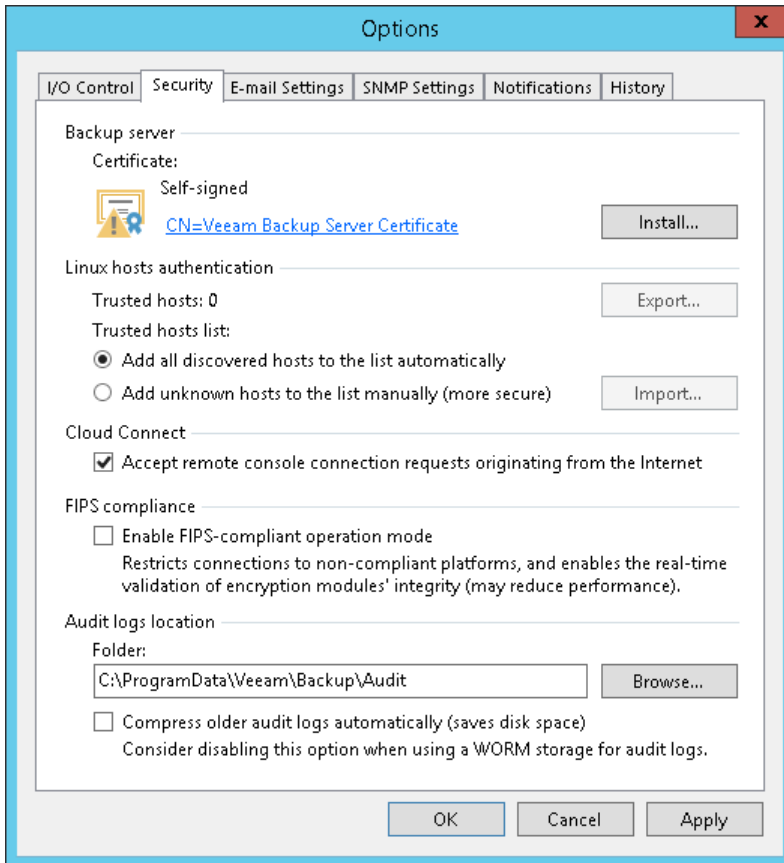 Options
x
I/O Control Security E-mail Settings SNMP Settings Notifications History
Backup server
Certificate:
Self-signed
CN=Veeam Backup Server Certificate
Install...
Linux hosts authentication
Trusted hosts: 0
Export...
Trusted hosts list:
Add all discovered hosts to the list automatically
Add unknown hosts to the list manually (more secure)
Import...
Cloud Connect
Accept remote console connection requests originating from the Internet
FIPS compliance
Enable FIPS-compliant operation mode
Restricts connections to non-compliant platforms, and enables the real-time
validation of encryption modules' integrity (may reduce performance).
Audit logs location
Folder:
C:\ProgramData\Veeam\Backup\Audit
Browse...
Compress older audit logs automatically (saves disk space)
Consider disabling this option when using a WORM storage for audit logs.
OK Cancel Apply